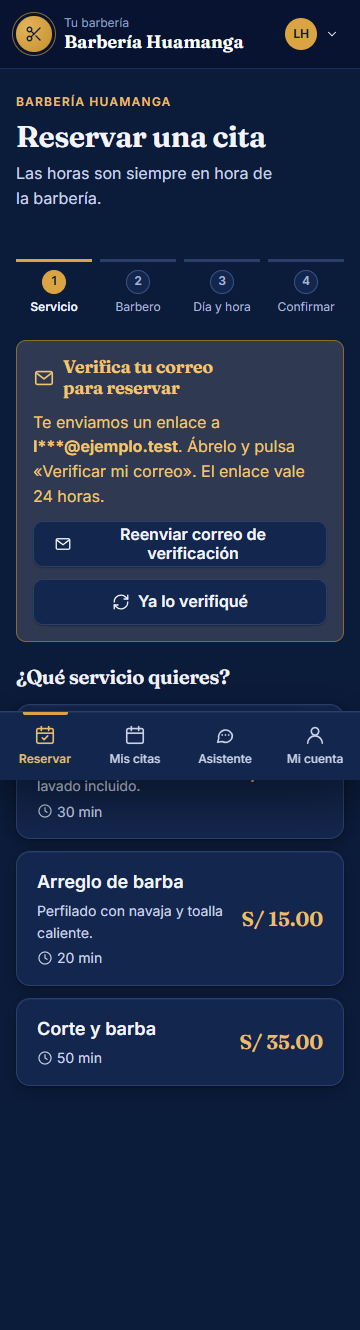 Tu barbería
Barbería Huamanga
LH
BARBERÍA HUAMANGA
Reservar una cita
Las horas son siempre en hora de
la barbería.
1
2
3
4
Servicio
Barbero
Día y hora
Confirmar
Verifica tu correo
para reservar
Te enviamos un enlace a
l***@ejemplo.test. Ábrelo y pulsa
«Verificar mi correo». El enlace vale
24 horas.
Reenviar correo de
verificación
Ya lo verifiqué
¿Qué servicio quieres?
Reservar
Mis citas
Asistente
Mi cuenta
lavado incluido.
30 min
Arreglo de barba
Perfilado con navaja y toalla
caliente.
S/ 15.00
20 min
Corte y barba
S/ 35.00
50 min